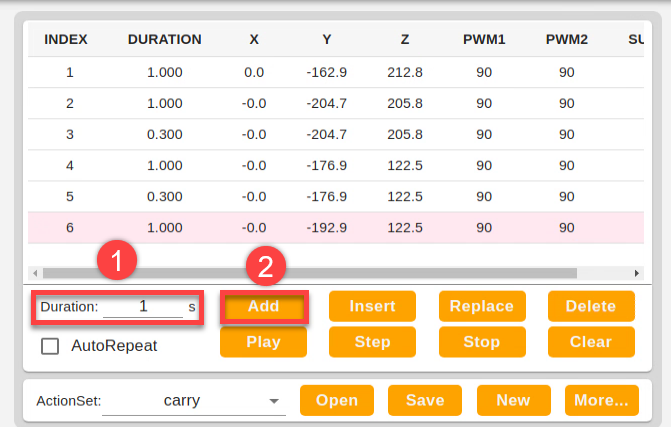 INDEX DURATION X Y Z PWM1 PWM2 SU
1 1.000 0.0 -162.9 212.8 90 90
2 1.000 -0.0 -204.7 205.8 90 90
3 0.300 -0.0 -204.7 205.8 90 90
4 1.000 -0.0 -176.9 122.5 90 90
5 0.300 -0.0 -176.9 122.5 90 90
6 1.000 -0.0 -192.9 122.5 90 90
1 2
Duration: 1 s Add Insert Replace Delete
AutoRepeat Play Step Stop Clear
ActionSet: carry Open Save New More...